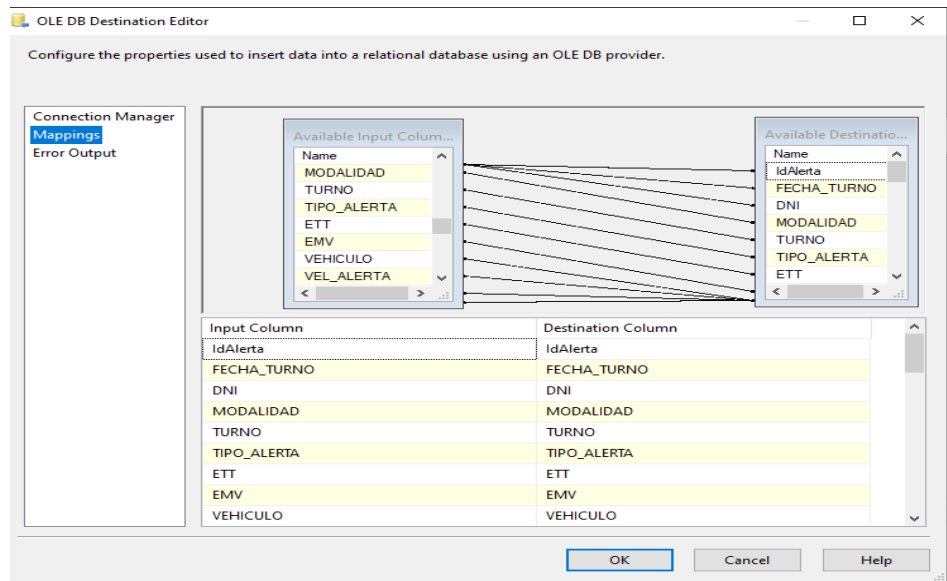 OLE DB Destination Editor
Configure the properties used to insert data into a relational database using an OLE DB provider.
Connection Manager
Mappings
Error Output
Available Input Colum...
Name
MODALIDAD
TURNO
TIPO_ALERTA
ETT
EMV
VEHICULO
VEL_ALERTA
Available Destinatio...
Name
IdAlerta
FECHA_TURNO
DNI
MODALIDAD
TURNO
TIPO_ALERTA
ETT
Input Column Destination Column
IdAlerta IdAlerta
FECHA_TURNO FECHA_TURNO
DNI DNI
MODALIDAD MODALIDAD
TURNO TURNO
TIPO_ALERTA TIPO_ALERTA
ETT ETT
EMV EMV
VEHICULO VEHICULO
OK Cancel Help